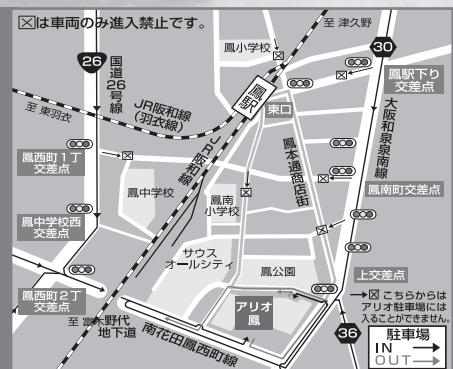 ☒は車両のみ進入禁止です。
至 津久野
26
国道26号線
鳳小学校
30
鳳駅下り
交差点
鳳駅
東口
JR阪和線
(羽衣線)
至 東羽衣
JR阪和線
大阪和泉泉南線
鳳本通商店街
鳳西町1丁
交差点
鳳中学校
鳳南
小学校
鳳南町交差点
鳳中学校西
交差点
サウス
オールシティ
鳳公園
上交差点
鳳西町2丁
交差点
アリオ
鳳
→☒こちらからは
アリオ駐車場には
入ることができません。
至 富木野代
地下道
南花田鳳西町線
36
駐車場
IN
OUT